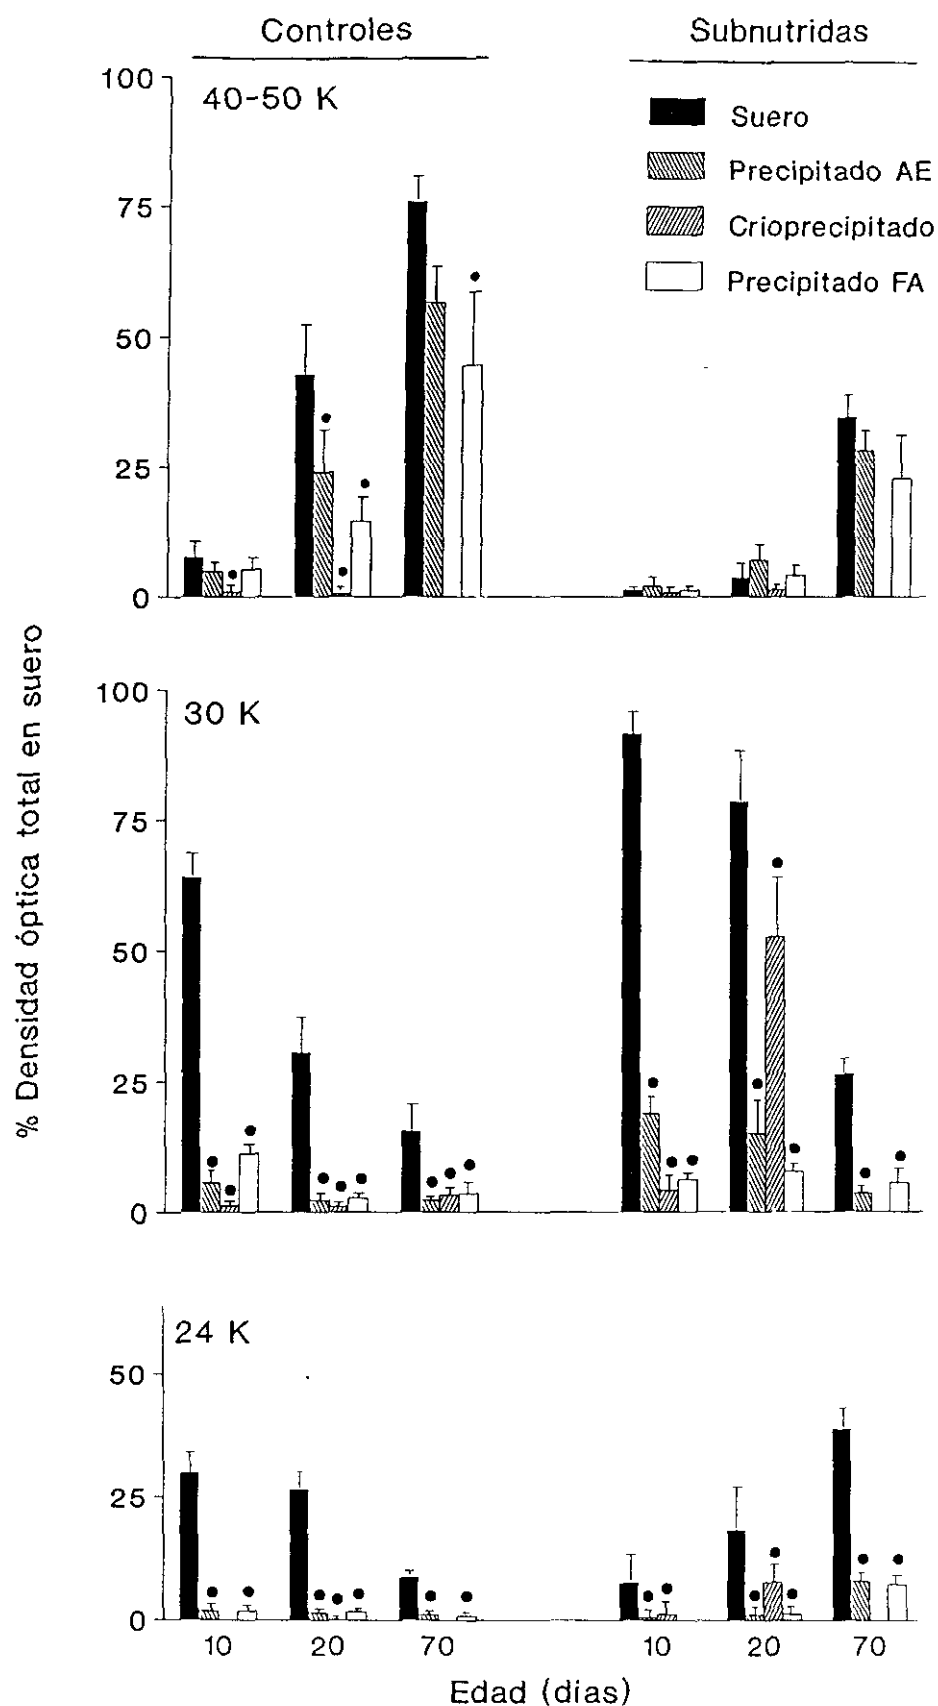 Controles
Subnutridas
100
40-50 K
Suero
Precipitado AE
75
Crioprecipitado
Precipitado FA
50
25
0
% Densidad óptica total en suero
100
30 K
75
50
25
0
24 K
50
25
0
10 20 70 10 20 70
Edad (días)